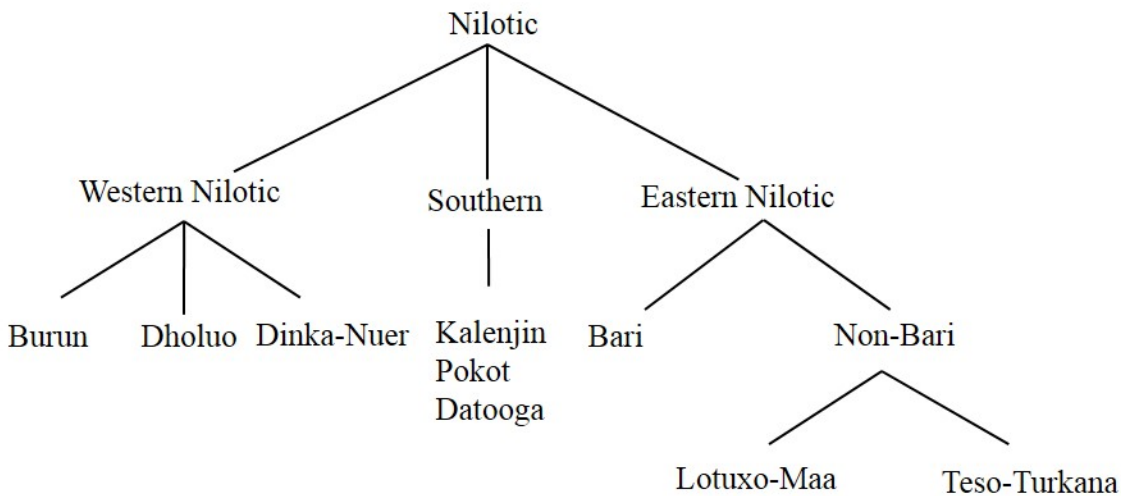 Nilotic
Western Nilotic
Southern
Eastern Nilotic
Burun
Dholuo
Dinka-Nuer
Kalenjin
Pokot
Datooga
Bari
Non-Bari
Lotuxo-Maa
Teso-Turkana